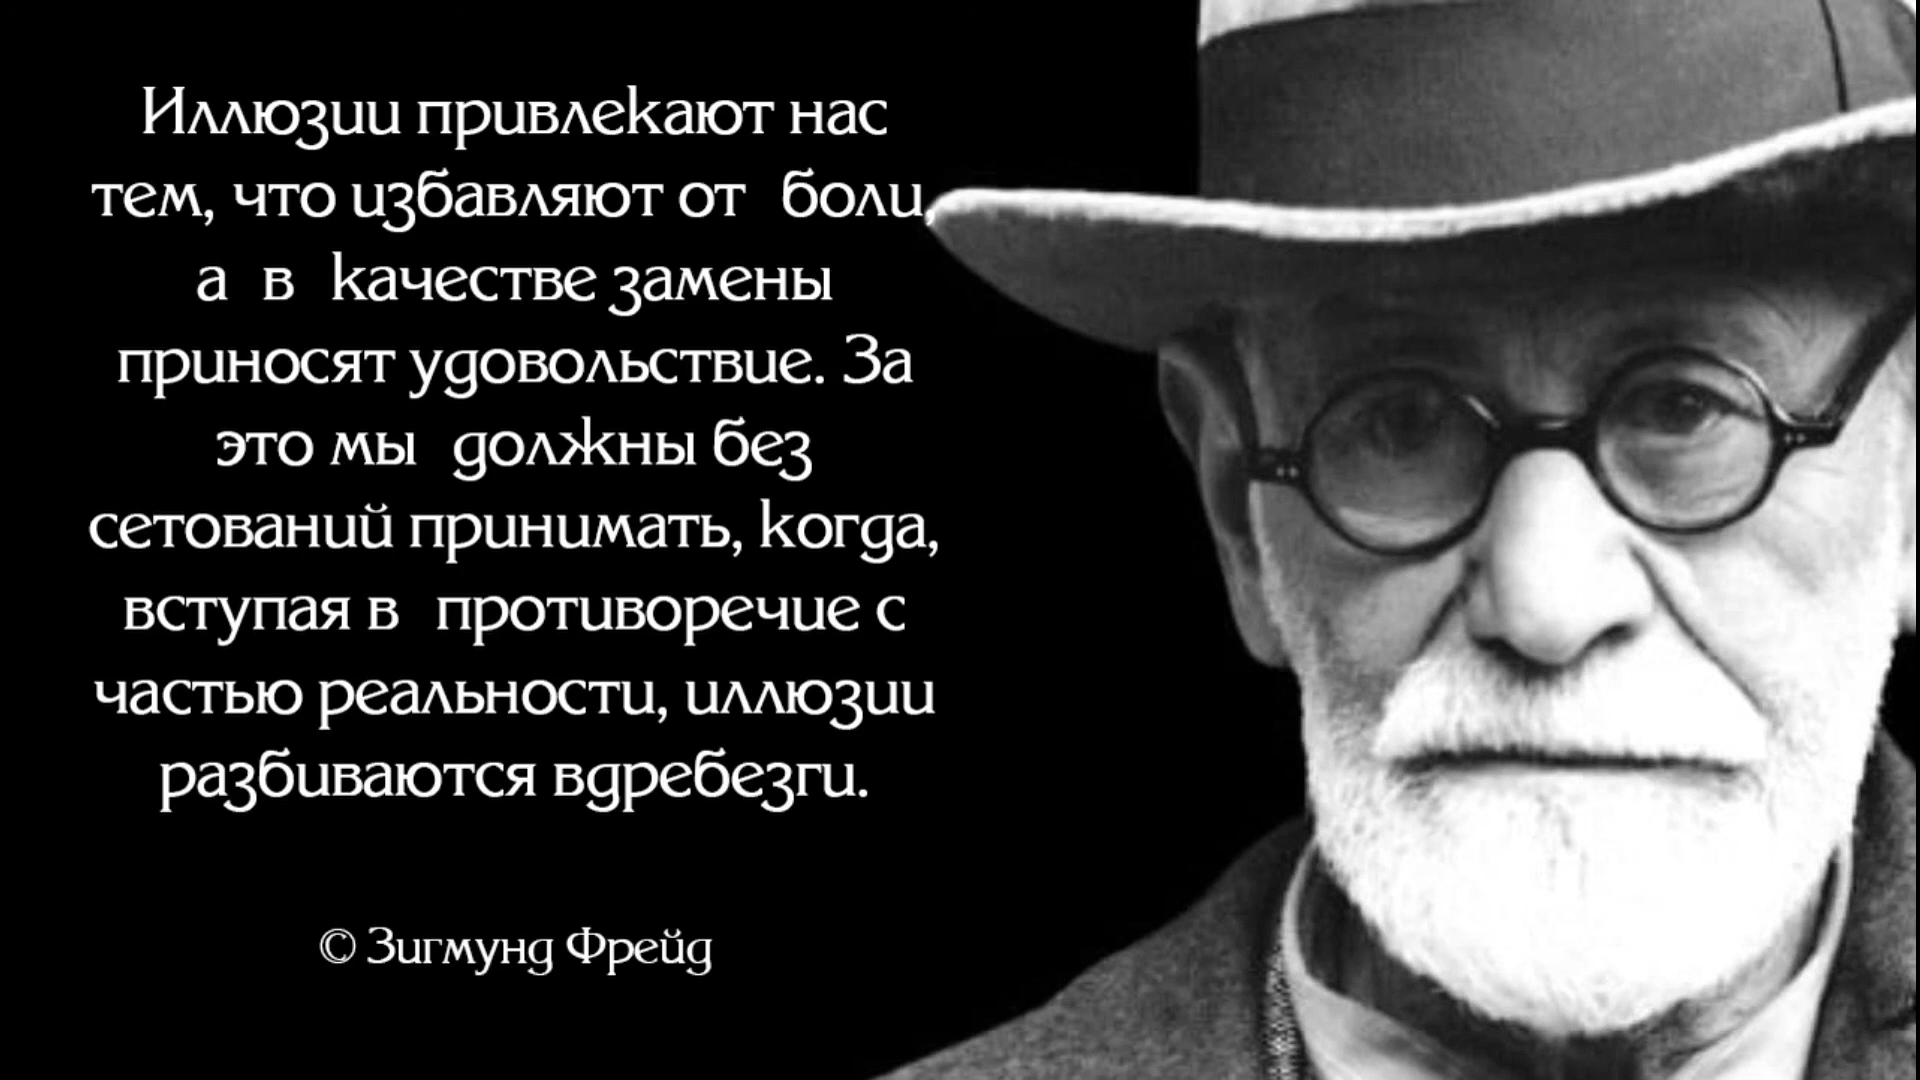 Иллюзии привлекают нас
тем, что избавляют от боли,
а в качестве замены
приносят удовольствие. За
это мы должны без
сетований принимать, когда,
вступая в противоречие с
частью реальности, иллюзии
разбиваются вдребезги.
© Зигмунд Фрейд